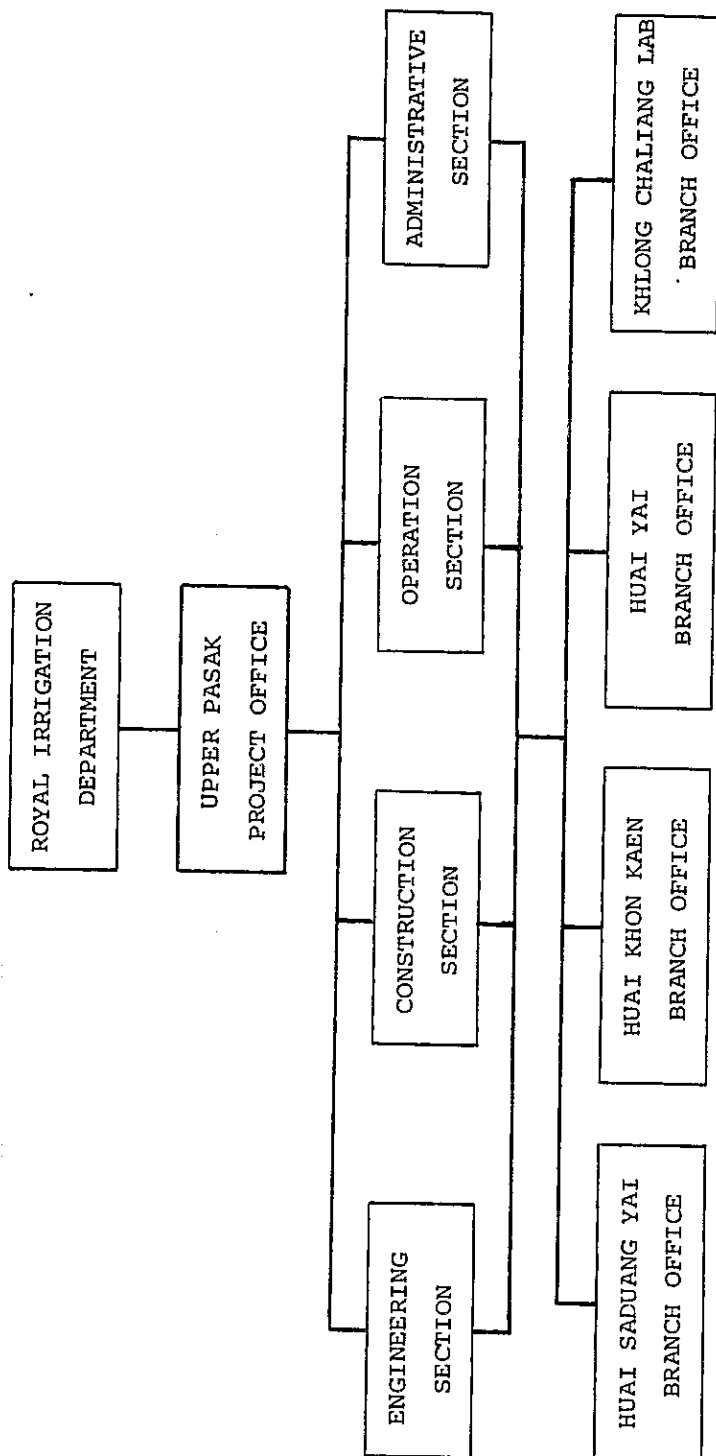 ROYAL IRRIGATION
DEPARTMENT
UPPER PASAK
PROJECT OFFICE
ENGINEERING
SECTION
CONSTRUCTION
SECTION
OPERATION
SECTION
ADMINISTRATIVE
SECTION
HUAI SADUANG YAI
BRANCH OFFICE
HUAI KHON KAEN
BRANCH OFFICE
HUAI YAI
BRANCH OFFICE
KHLONG CHALIANG LAB
BRANCH OFFICE